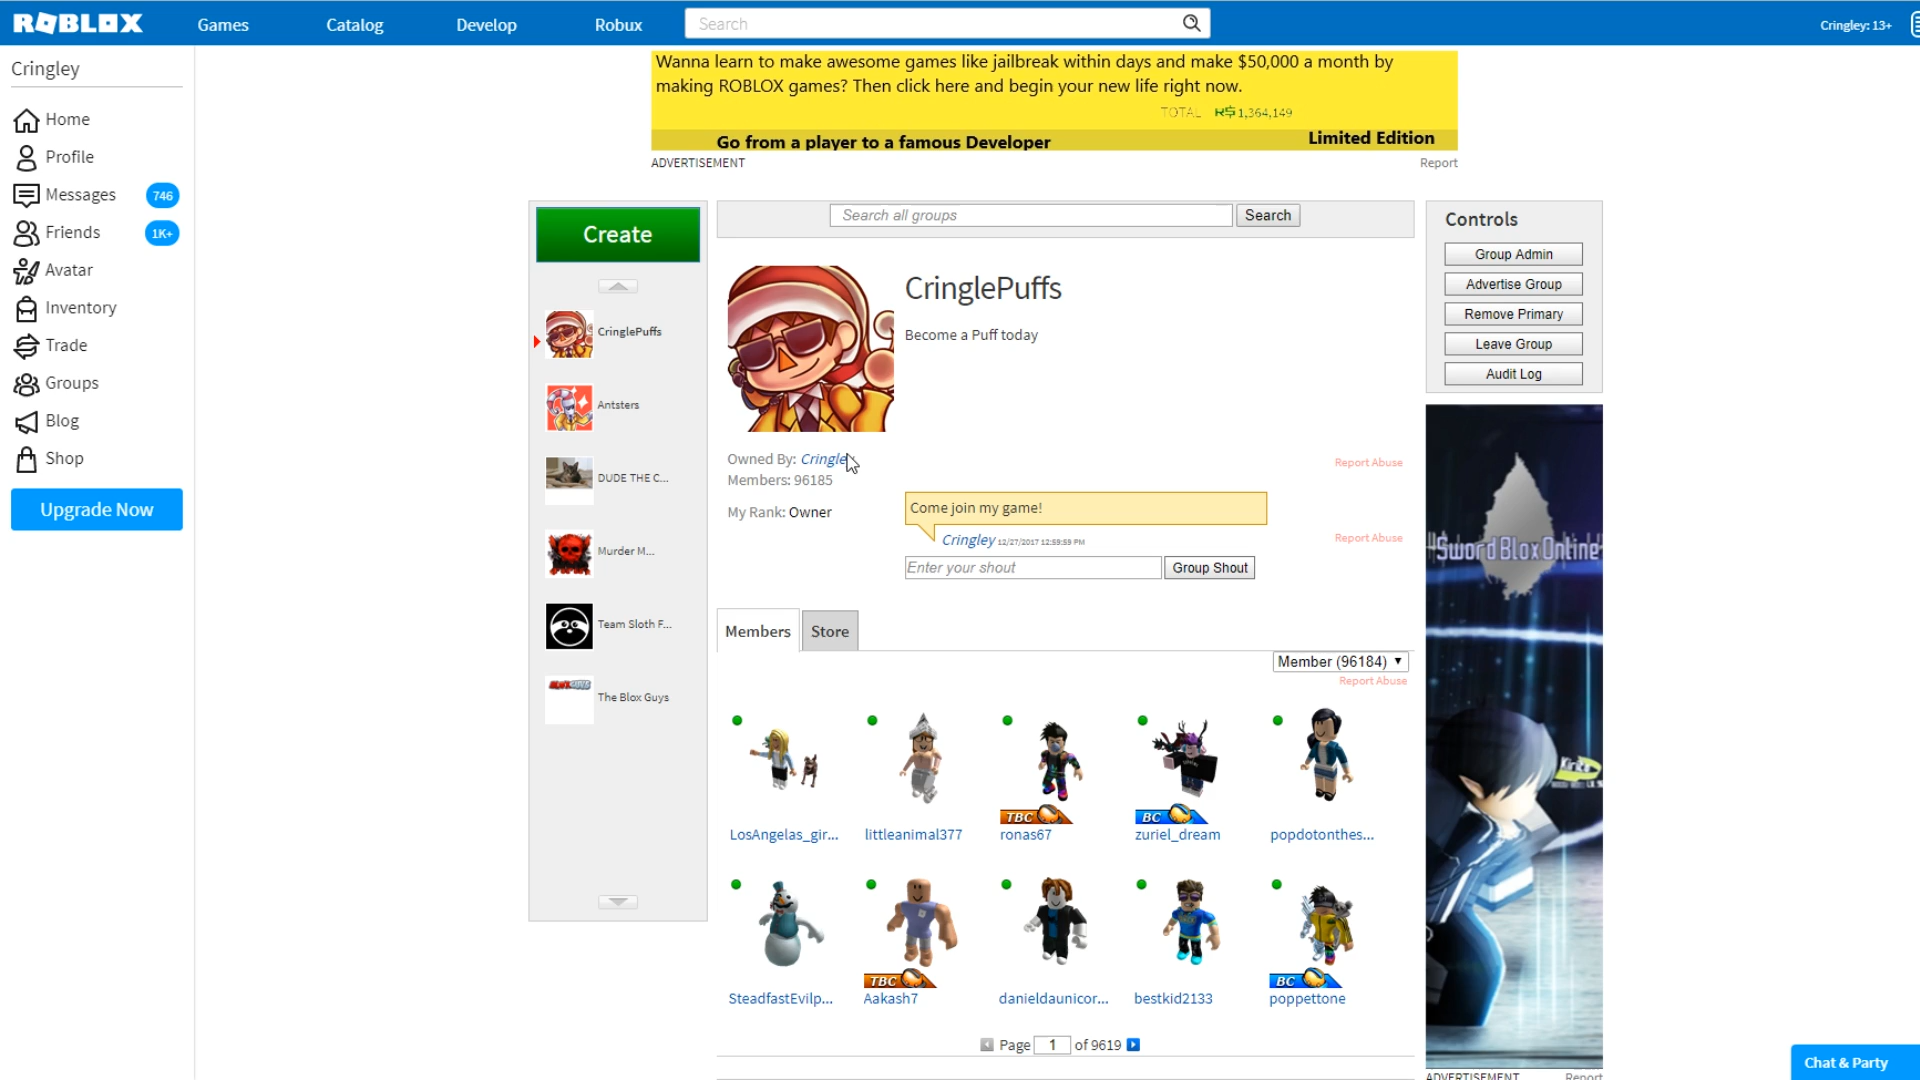 ROBLOX
Games
Catalog
Develop
Robux
Search
Cringley: 13+
Cringley
Home
Profile
Messages
746
Friends
1K+
Avatar
Inventory
Trade
Groups
Blog
Shop
Upgrade Now
Wanna learn to make awesome games like jailbreak within days and make $50,000 a month by
making ROBLOX games? Then click here and begin your new life right now.
TOTAL R$ 1,364,149
Go from a player to a famous Developer
Limited Edition
ADVERTISEMENT
Report
Create
CringlePuffs
Antsters
DUDE THE C...
Murder M...
Team Sloth F...
The Blox Guys
Search all groups
Search
CringlePuffs
Become a Puff today
Owned By: Cringle
Members: 96185
My Rank: Owner
Report Abuse
Come join my game!
Cringley 12/27/2017 12:59:59 PM
Report Abuse
Enter your shout
Group Shout
Members
Store
Member (96184)
Report Abuse
LosAngelas_gir...
littleanimal377
TBC
ronas67
BC
zuriel_dream
popdotonthes...
SteadfastEvilp...
TBC
Aakash7
danieldaunicor...
bestkid2133
BC
poppettone
Page 1 of 9619
Controls
Group Admin
Advertise Group
Remove Primary
Leave Group
Audit Log
SwordBloxOnline
Kirito
ADVERTISEMENT
Report
Chat & Party